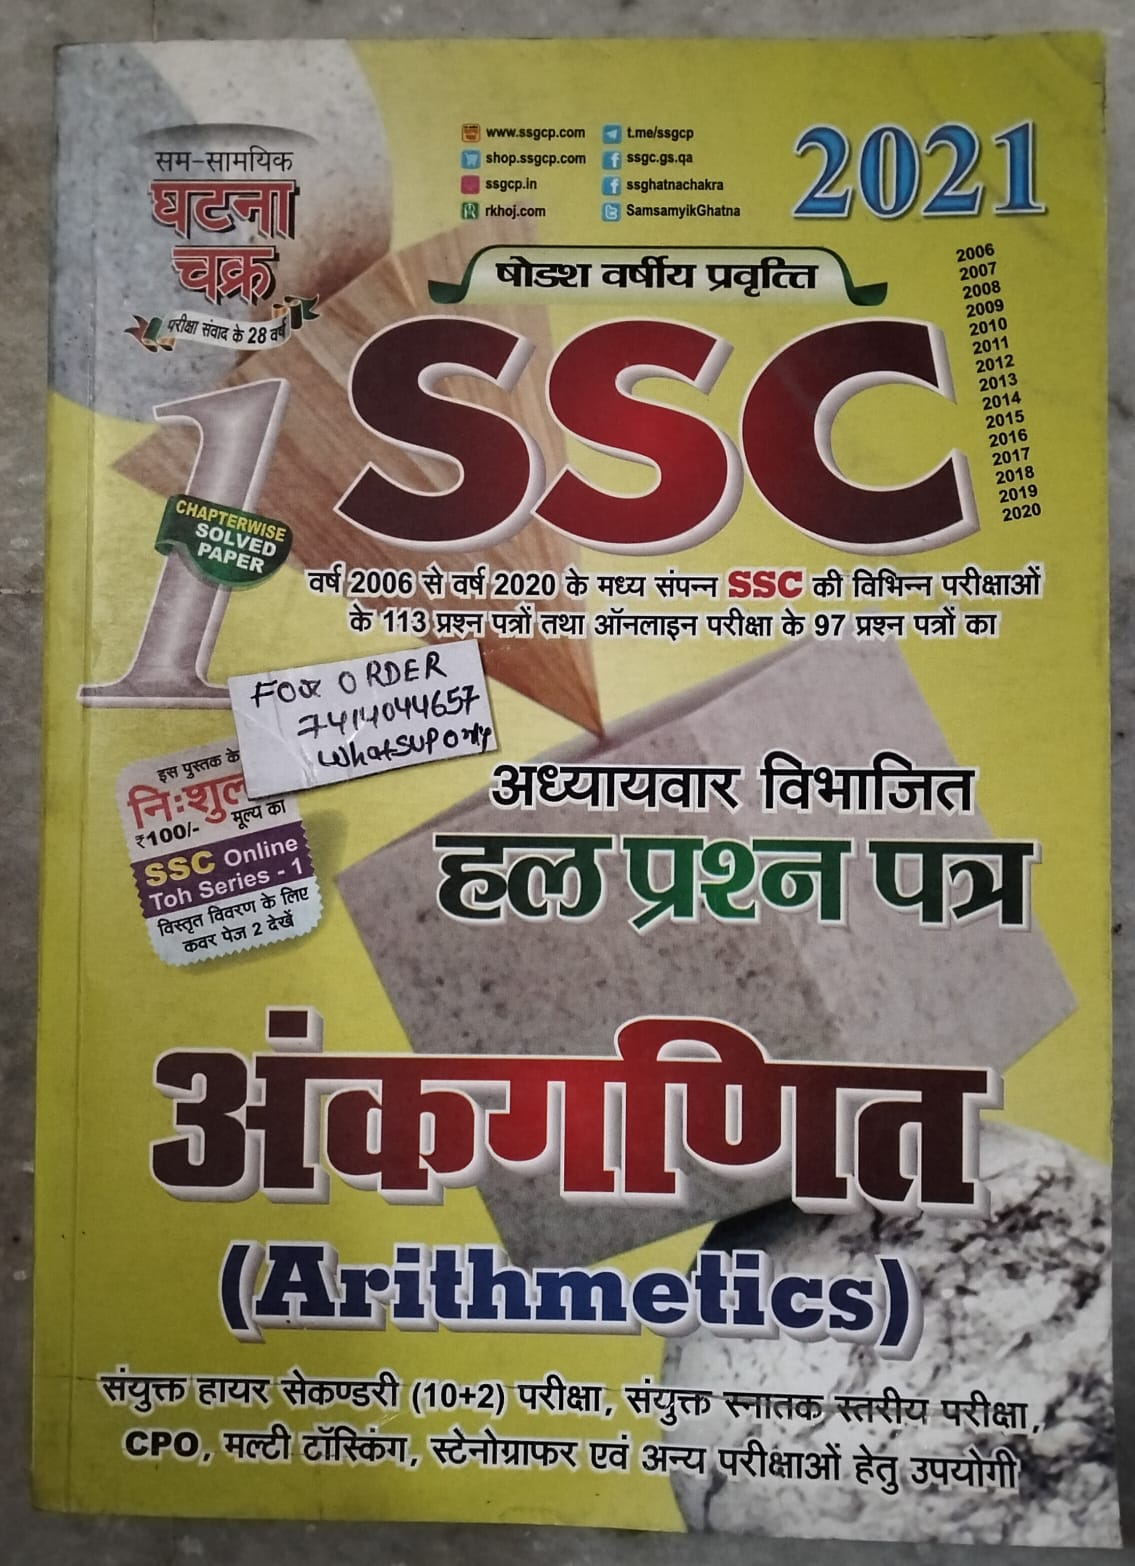 सम-सामयिक
घटना
चक्र
परीक्षा संवाद के 28 वर्ष
www.ssgcp.com
shop.ssgcp.com
ssgcp.in
rkhoj.com
t.me/ssgcp
ssgc.gs.qa
ssghatnachakra
SamsamyikGhatna
2021
षोडश वर्षीय प्रवृत्ति
2006
2007
2008
2009
2010
2011
2012
2013
2014
2015
2016
2017
2018
2019
2020
SSC
1
CHAPTERWISE
SOLVED
PAPER
वर्ष 2006 से वर्ष 2020 के मध्य संपन्न SSC की विभिन्न परीक्षाओं
के 113 प्रश्न पत्रों तथा ऑनलाइन परीक्षा के 97 प्रश्न पत्रों का
FOR ORDER
7414044657
WhatSUP Only
इस पुस्तक के
निःशुल
₹100/- मूल्य का
SSC Online
Toh Series - 1
विस्तृत विवरण के लिए
कवर पेज 2 देखें
अध्यायवार विभाजित
हल प्रश्न पत्र
अंकगणित
(Arithmetics)
संयुक्त हायर सेकण्डरी (10+2) परीक्षा, संयुक्त स्नातक स्तरीय परीक्षा,
CPO, मल्टी टॉस्किंग, स्टेनोग्राफर एवं अन्य परीक्षाओं हेतु उपयोगी